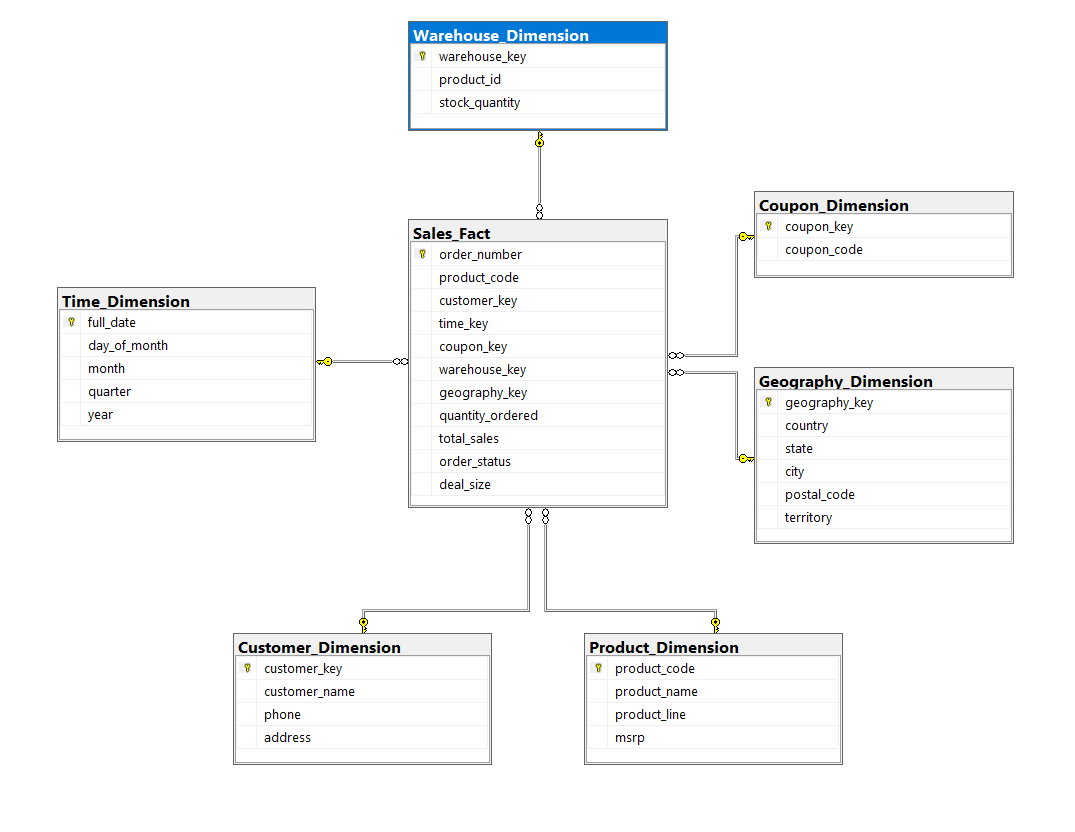 Warehouse_Dimension
warehouse_key
product_id
stock_quantity
Coupon_Dimension
coupon_key
coupon_code
Sales_Fact
order_number
product_code
customer_key
time_key
coupon_key
warehouse_key
geography_key
quantity_ordered
total_sales
order_status
deal_size
Time_Dimension
full_date
day_of_month
month
quarter
year
Geography_Dimension
geography_key
country
state
city
postal_code
territory
Customer_Dimension
customer_key
customer_name
phone
address
Product_Dimension
product_code
product_name
product_line
msrp